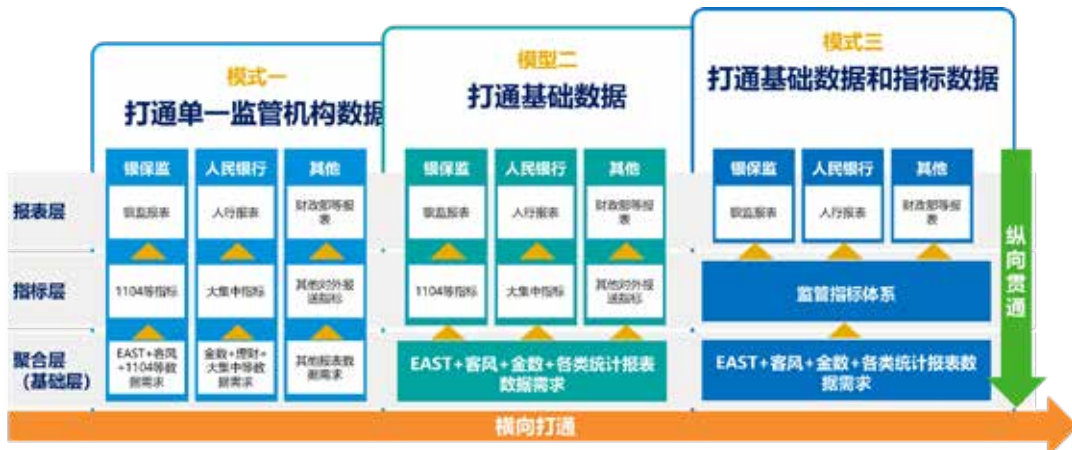 模式一
打通单一监管机构数据
模型二
打通基础数据
模式三
打通基础数据和指标数据
银保监
人民银行
其他
银保监
人民银行
其他
银保监
人民银行
其他
报表层
银监报表
人行报表
财政部等报
表
银监报表
人行报表
财政部等报
表
银监报表
人行报表
财政部等报
表
指标层
1104等指标
大集中指标
其他对外报
送指标
1104等指标
大集中指标
其他对外报
送指标
监管指标体系
聚合层
（基础层）
EAST+客风
+1104等数
据需求
金数+理财+
大集中等数
据需求
其他报表数
据需求
EAST+客风+金数+各类统计报表
数据需求
EAST+客风+金数+各类统计报表数
据需求
纵向贯通
横向打通